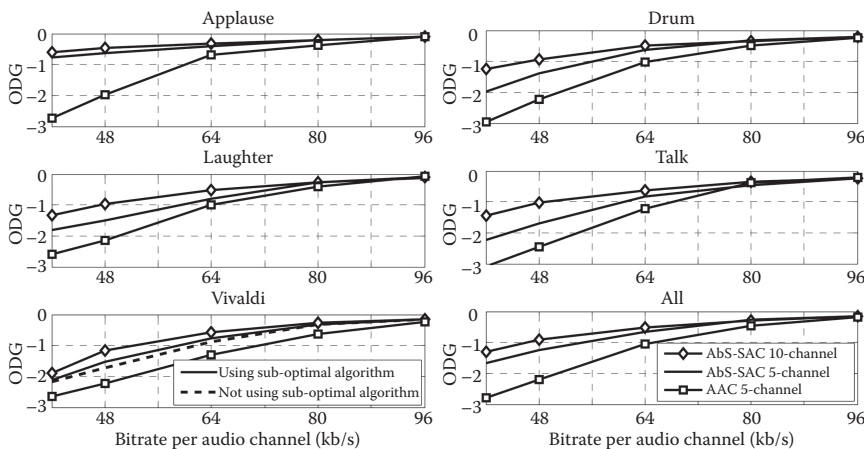 Applause
0
−1
−2
−3
ODG
48
64
80
96
Drum
0
−1
−2
−3
ODG
48
64
80
96
Laughter
0
−1
−2
−3
ODG
48
64
80
96
Talk
0
−1
−2
−3
ODG
48
64
80
96
Vivaldi
0
−1
−2
−3
ODG
Using sub-optimal algorithm
Not using sub-optimal algorithm
48
64
80
96
Bitrate per audio channel (kb/s)
All
0
−1
−2
−3
ODG
AbS-SAC 10-channel
AbS-SAC 5-channel
AAC 5-channel
48
64
80
96
Bitrate per audio channel (kb/s)